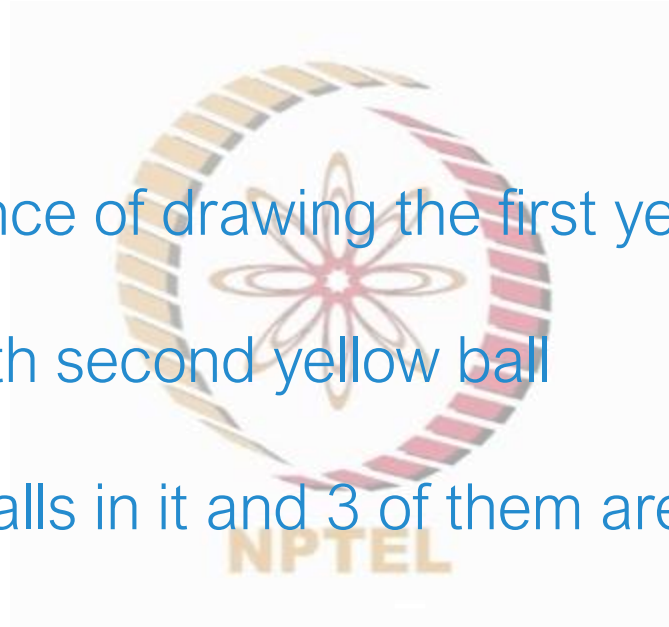 nce of drawing the first ye
th second yellow ball
alls in it and 3 of them are
NPTEL